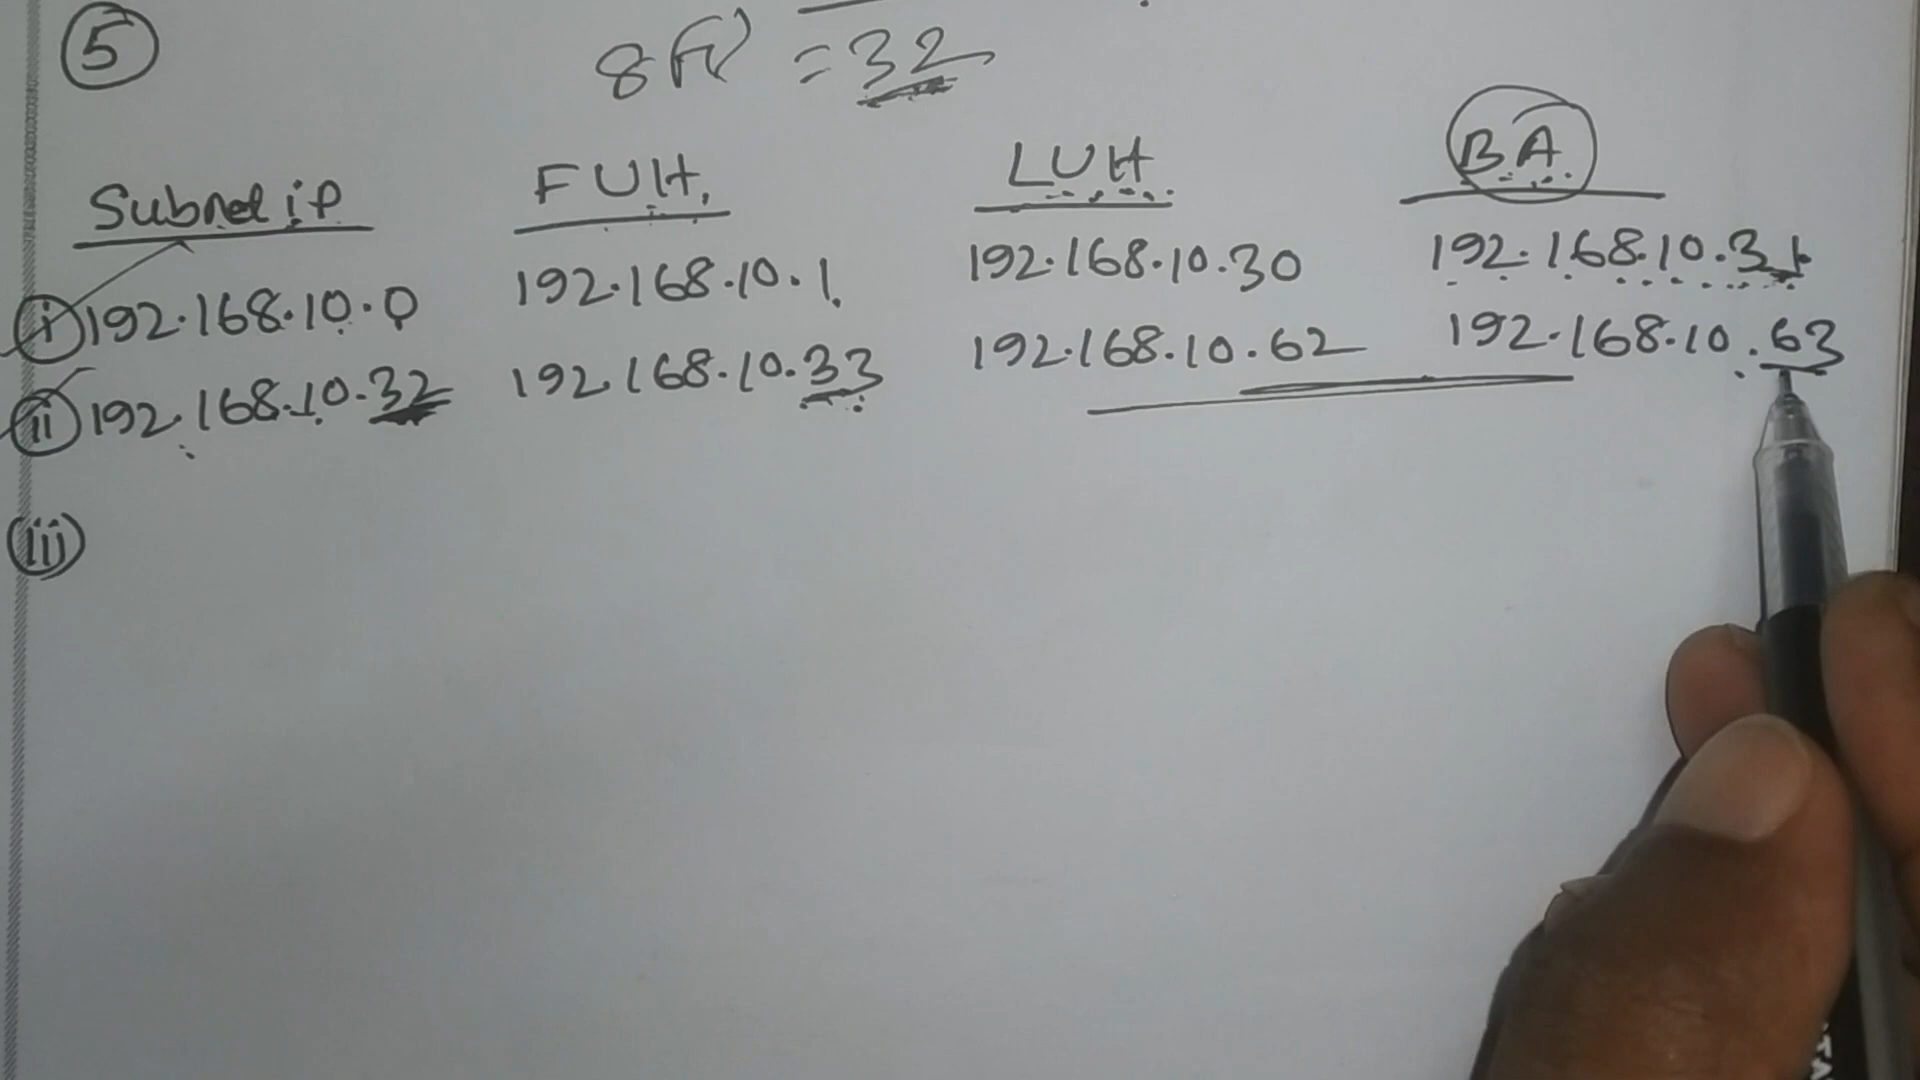 5
= 32
Subnet iP FUH. LUH BA
i 192.168.10.0 192.168.10.1. 192.168.10.30 192.168.10.31
ii 192.168.10.32 192.168.10.33 192.168.10.62 192.168.10.63
iii